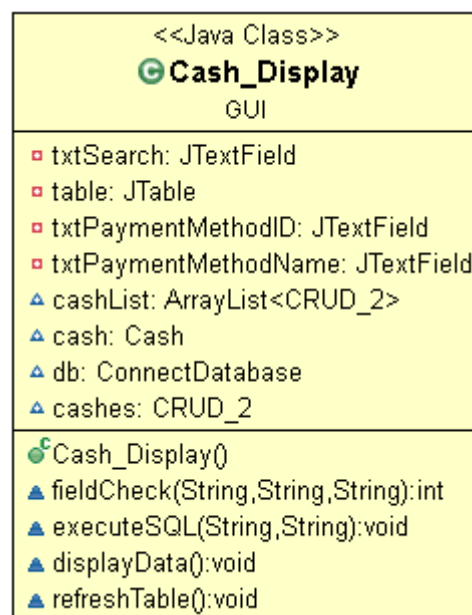 <<Java Class>>
Cash_Display
GUI
txtSearch: JTextField
table: JTable
txtPaymentMethodID: JTextField
txtPaymentMethodName: JTextField
cashList: ArrayList<CRUD_2>
cash: Cash
db: ConnectDatabase
cashes: CRUD_2
Cash_Display()
fieldCheck(String,String,String):int
executeSQL(String,String):void
displayData():void
refreshTable():void